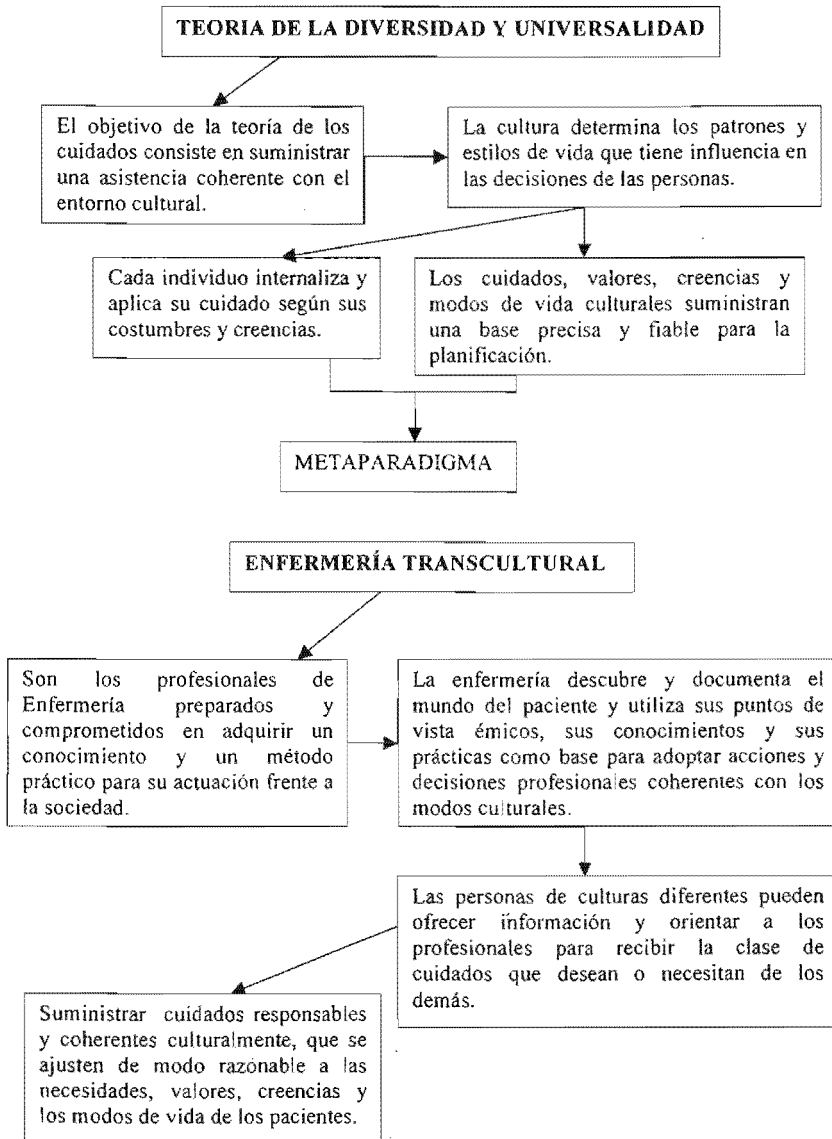 TEORIA DE LA DIVERSIDAD Y UNIVERSALIDAD
El objetivo de la teoría de los
cuidados consiste en suministrar
una asistencia coherente con el
entorno cultural.
La cultura determina los patrones y
estilos de vida que tiene influencia en
las decisiones de las personas.
Cada individuo internaliza y
aplica su cuidado según sus
costumbres y creencias.
Los cuidados, valores, creencias y
modos de vida culturales suministran
una base precisa y fiable para la
planificación.
METAPARADIGMA
ENFERMERÍA TRANSCULTURAL
Son los profesionales de
Enfermería preparados y
comprometidos en adquirir un
conocimiento y un método
práctico para su actuación frente a
la sociedad.
La enfermería descubre y documenta el
mundo del paciente y utiliza sus puntos de
vista émicos, sus conocimientos y sus
prácticas como base para adoptar acciones y
decisiones profesionales coherentes con los
modos culturales.
Las personas de culturas diferentes pueden
ofrecer información y orientar a los
profesionales para recibir la clase de
cuidados que desean o necesitan de los
demás.
Suministrar cuidados responsables
y coherentes culturalmente, que se
ajusten de modo razonable a las
necesidades, valores, creencias y
los modos de vida de los pacientes.